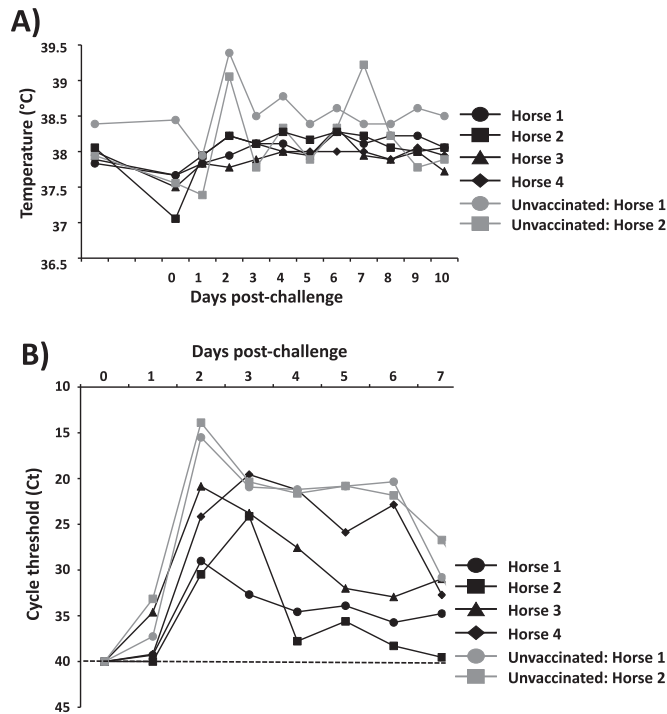 A)
39.5
39
38.5
38
37.5
37
36.5
Temperature (°C)
0 1 2 3 4 5 6 7 8 9 10
Days post-challenge
Horse 1
Horse 2
Horse 3
Horse 4
Unvaccinated: Horse 1
Unvaccinated: Horse 2
B)
Days post-challenge
0 1 2 3 4 5 6 7
10
15
20
25
30
35
40
45
Cycle threshold (Ct)
Horse 1
Horse 2
Horse 3
Horse 4
Unvaccinated: Horse 1
Unvaccinated: Horse 2